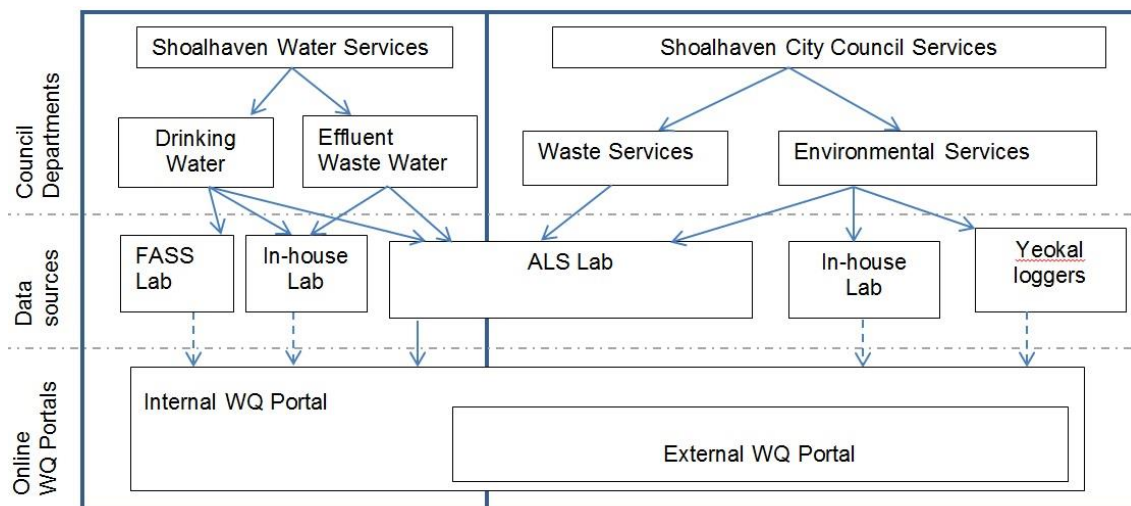 Shoalhaven Water Services
Shoalhaven City Council Services
Council
Departments
Drinking
Water
Effluent
Waste Water
Waste Services
Environmental Services
Data
sources
FASS
Lab
In-house
Lab
ALS Lab
In-house
Lab
Yeokal
loggers
Online
WQ Portals
Internal WQ Portal
External WQ Portal